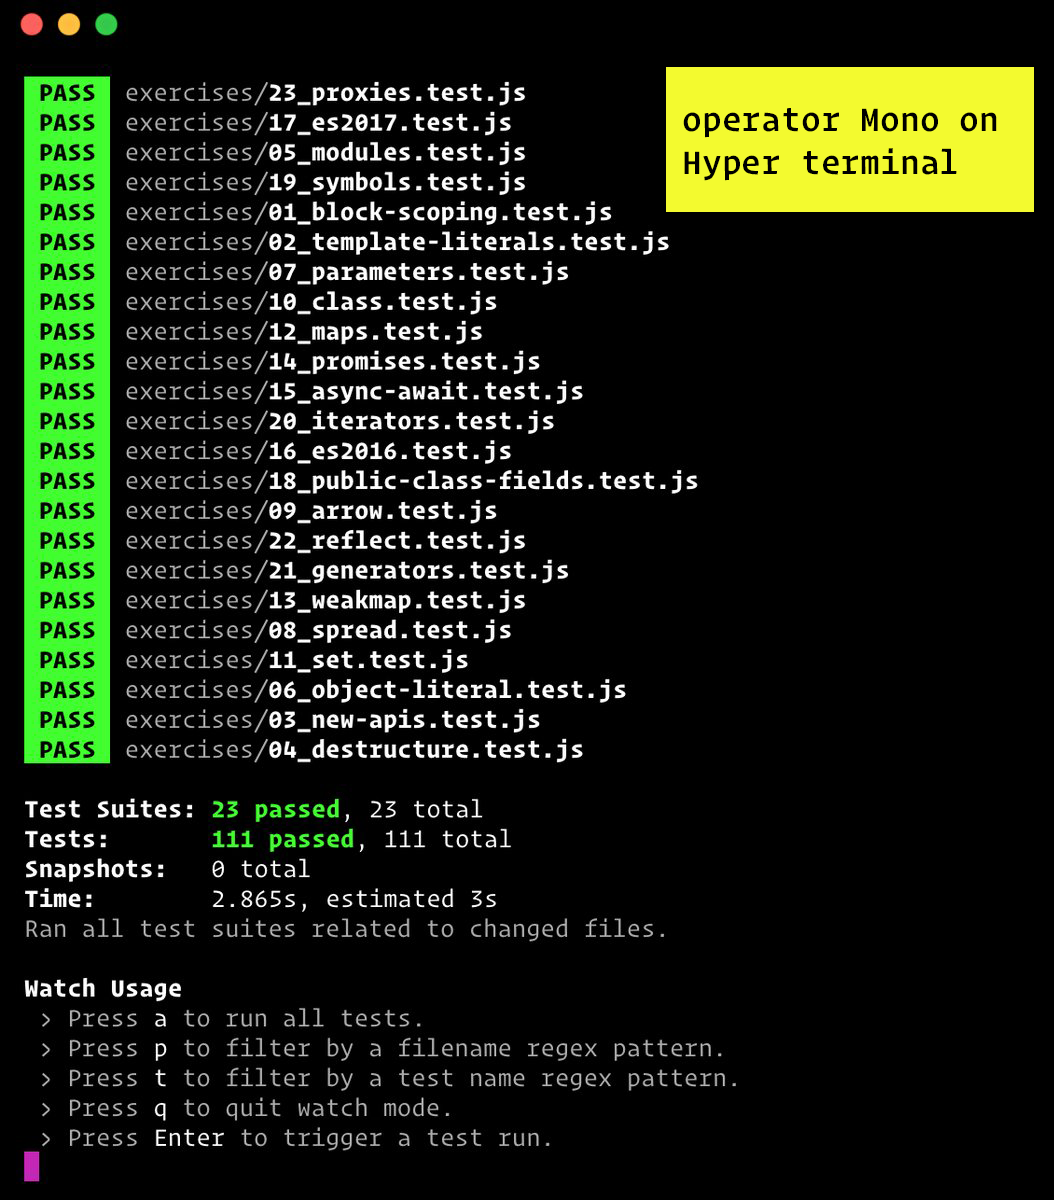 PASS exercises/23_proxies.test.js
operator Mono on
Hyper terminal
PASS exercises/17_es2017.test.js
PASS exercises/05_modules.test.js
PASS exercises/19_symbols.test.js
PASS exercises/01_block-scoping.test.js
PASS exercises/02_template-literals.test.js
PASS exercises/07_parameters.test.js
PASS exercises/10_class.test.js
PASS exercises/12_maps.test.js
PASS exercises/14_promises.test.js
PASS exercises/15_async-await.test.js
PASS exercises/20_iterators.test.js
PASS exercises/16_es2016.test.js
PASS exercises/18_public-class-fields.test.js
PASS exercises/09_arrow.test.js
PASS exercises/22_reflect.test.js
PASS exercises/21_generators.test.js
PASS exercises/13_weakmap.test.js
PASS exercises/08_spread.test.js
PASS exercises/11_set.test.js
PASS exercises/06_object-literal.test.js
PASS exercises/03_new-apis.test.js
PASS exercises/04_destructure.test.js
Test Suites: 23 passed, 23 total
Tests: 111 passed, 111 total
Snapshots: 0 total
Time: 2.865s, estimated 3s
Ran all test suites related to changed files.
Watch Usage
› Press a to run all tests.
› Press p to filter by a filename regex pattern.
› Press t to filter by a test name regex pattern.
› Press q to quit watch mode.
› Press Enter to trigger a test run.